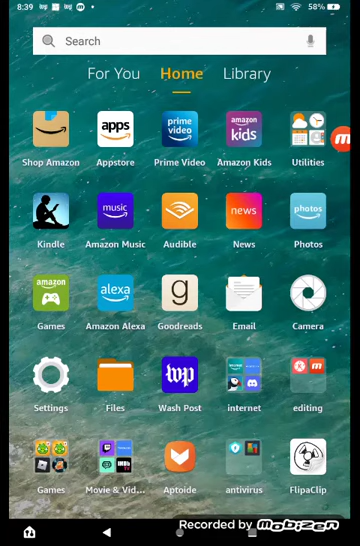 8:39
58%
Search
For You Home Library
apps
prime video
amazon kids
Shop Amazon Appstore Prime Video Amazon Kids Utilities
music
news
photos
Kindle Amazon Music Audible News Photos
amazon
alexa
g
Games Amazon Alexa Goodreads Email Camera
wp
Settings Files Wash Post internet editing
Games Movie & Vid... Aptoide antivirus FlipaClip
Recorded by Mobizen